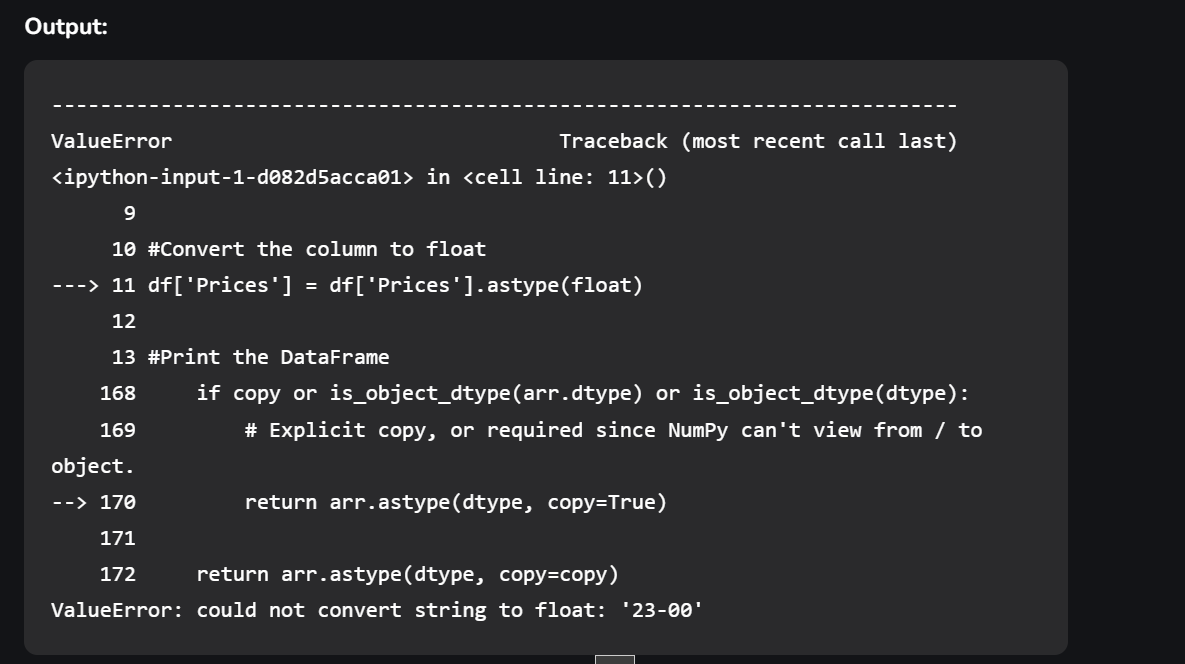 Output:
---------------------------------------------------------------------------
ValueError                                Traceback (most recent call last)
<ipython-input-1-d082d5acca01> in <cell line: 11>()
      9
     10 #Convert the column to float
---> 11 df['Prices'] = df['Prices'].astype(float)
     12
     13 #Print the DataFrame
    168     if copy or is_object_dtype(arr.dtype) or is_object_dtype(dtype):
    169         # Explicit copy, or required since NumPy can't view from / to
object.
--> 170         return arr.astype(dtype, copy=True)
    171
    172     return arr.astype(dtype, copy=copy)
ValueError: could not convert string to float: '23-00'